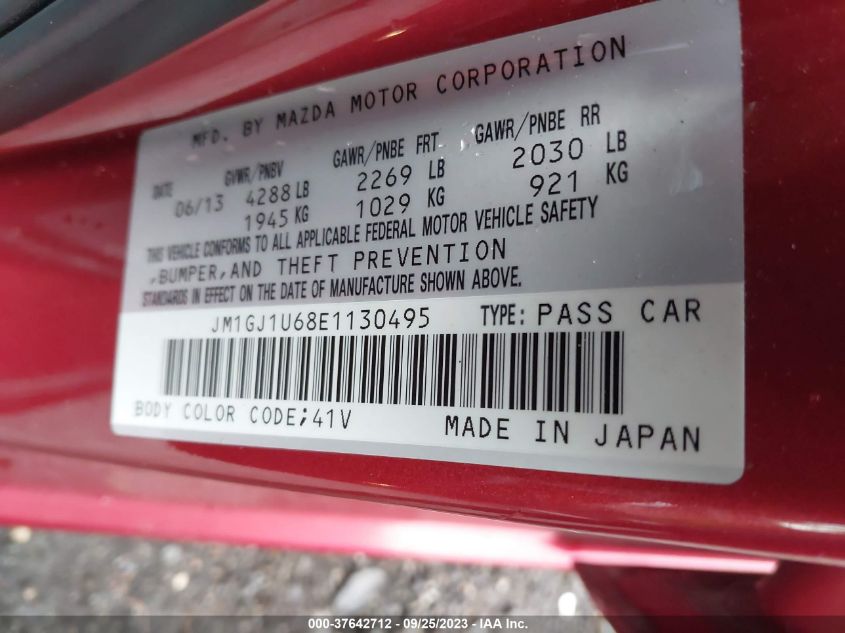 MFD. BY MAZDA MOTOR CORPORATION
DATE GVWR/PNBV GAWR/PNBE FRT GAWR/PNBE RR
06/13 4288 LB 2269 LB 2030 LB
1945 KG 1029 KG 921 KG
THIS VEHICLE CONFORMS TO ALL APPLICABLE FEDERAL MOTOR VEHICLE SAFETY
,BUMPER,AND THEFT PREVENTION
STANDARDS IN EFFECT ON THE DATE OF MANUFACTURE SHOWN ABOVE.
JM1GJ1U68E1130495 TYPE: PASS CAR
BODY COLOR CODE;41V MADE IN JAPAN
000-37642712 - 09/25/2023 - IAA Inc.